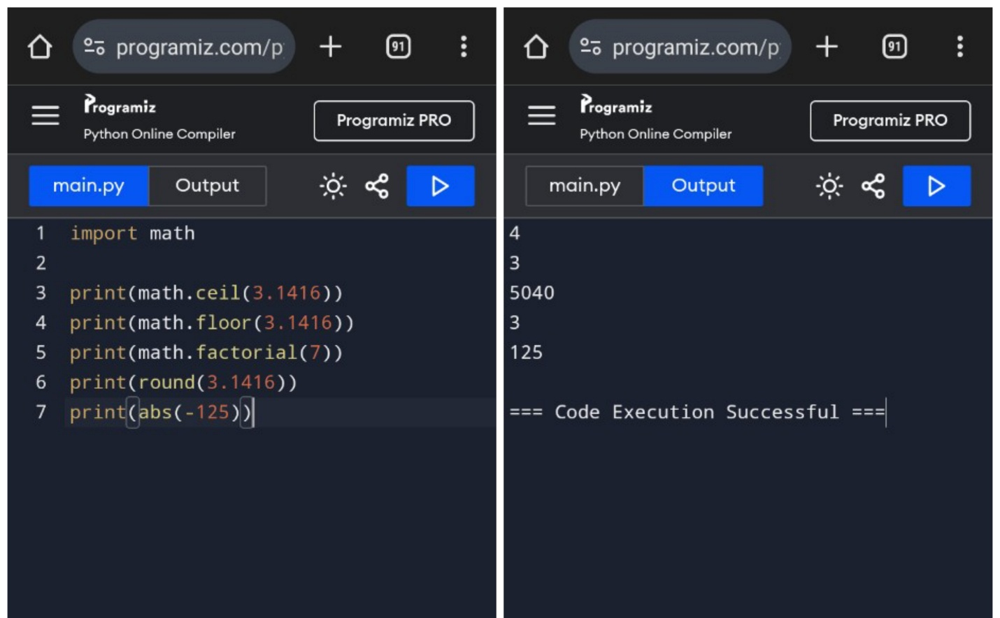 programiz.com/p
91
Programiz
Python Online Compiler
Programiz PRO
main.py
Output
1 import math
2
3 print(math.ceil(3.1416))
4 print(math.floor(3.1416))
5 print(math.factorial(7))
6 print(round(3.1416))
7 print(abs(-125))
programiz.com/p
91
Programiz
Python Online Compiler
Programiz PRO
main.py
Output
4
3
5040
3
125
=== Code Execution Successful ===